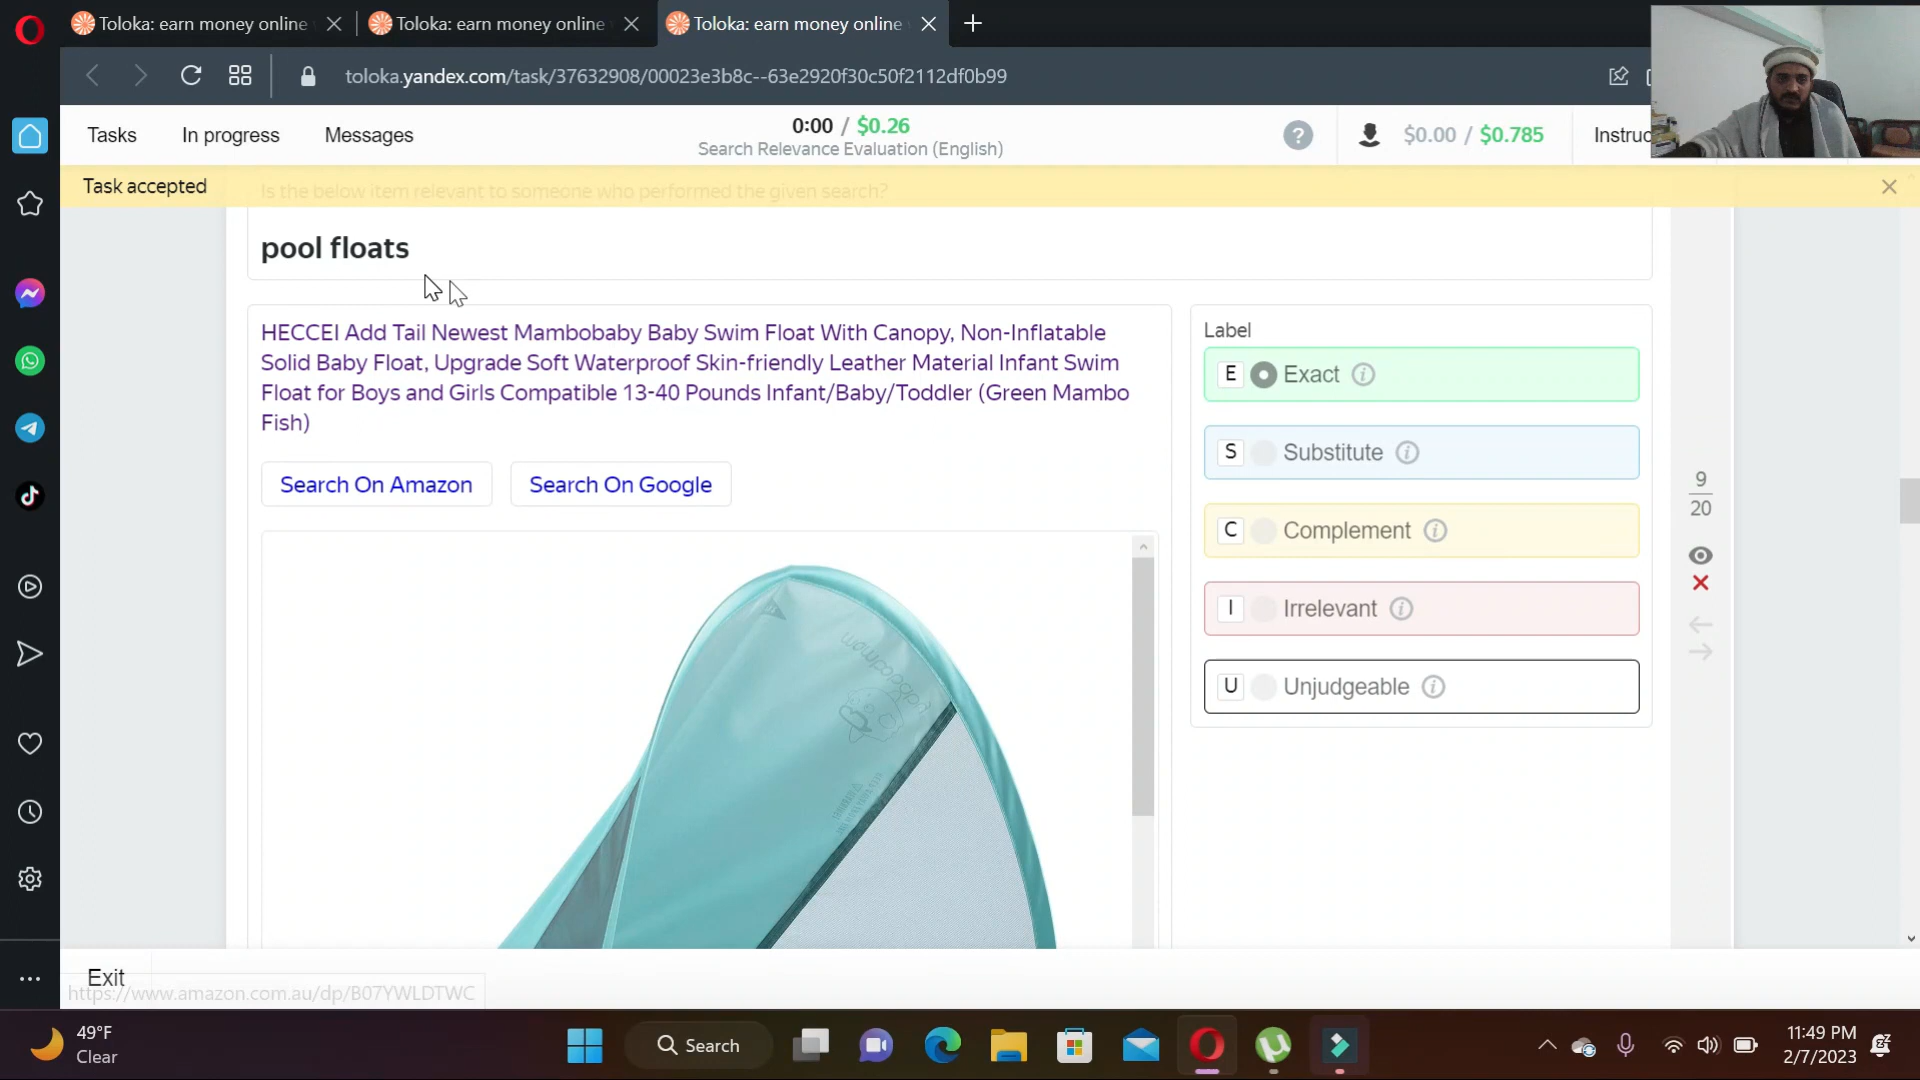 Toloka: earn money online
Toloka: earn money online
Toloka: earn money online
toloka.yandex.com/task/37632908/00023e3b8c--63e2920f30c50f2112df0b99
Tasks
In progress
Messages
0:00 / $0.26
Search Relevance Evaluation (English)
?
$0.00 / $0.785
Instruc
Task accepted
Is the below item relevant to someone who performed the given search?
pool floats
HECCEI Add Tail Newest Mambobaby Baby Swim Float With Canopy, Non-Inflatable
Solid Baby Float, Upgrade Soft Waterproof Skin-friendly Leather Material Infant Swim
Float for Boys and Girls Compatible 13-40 Pounds Infant/Baby/Toddler (Green Mambo
Fish)
Search On Amazon
Search On Google
mambobaby
Label
E Exact
S Substitute
C Complement
I Irrelevant
U Unjudgeable
9
20
Exit
https://www.amazon.com.au/dp/B07YWLDTWC
49°F
Clear
Search
11:49 PM
2/7/2023